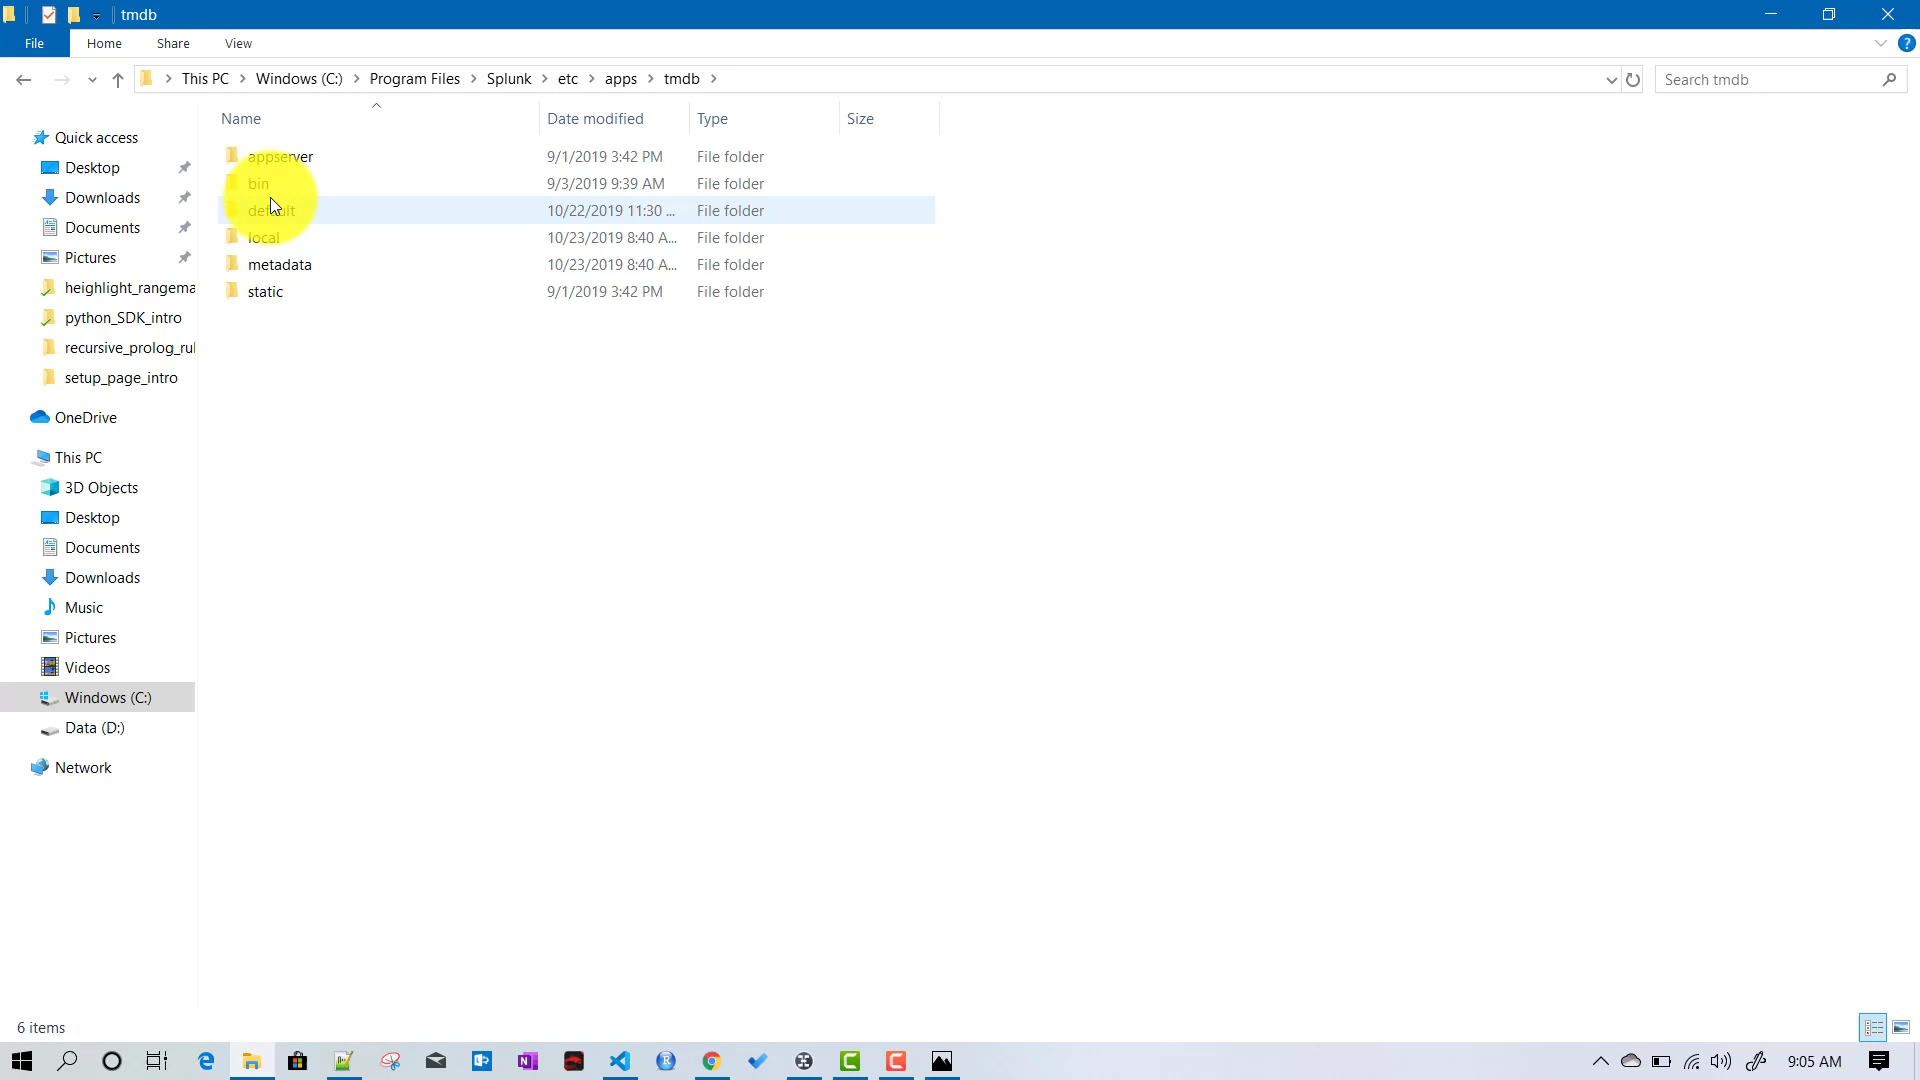 tmdb
File Home Share View
This PC Windows (C:) Program Files Splunk etc apps tmdb
Search tmdb
Name Date modified Type Size
appserver 9/1/2019 3:42 PM File folder
bin 9/3/2019 9:39 AM File folder
default 10/22/2019 11:30 ... File folder
local 10/23/2019 8:40 A... File folder
metadata 10/23/2019 8:40 A... File folder
static 9/1/2019 3:42 PM File folder
Quick access
Desktop
Downloads
Documents
Pictures
heighlight_rangema
python_SDK_intro
recursive_prolog_rul
setup_page_intro
OneDrive
This PC
3D Objects
Desktop
Documents
Downloads
Music
Pictures
Videos
Windows (C:)
Data (D:)
Network
6 items
9:05 AM